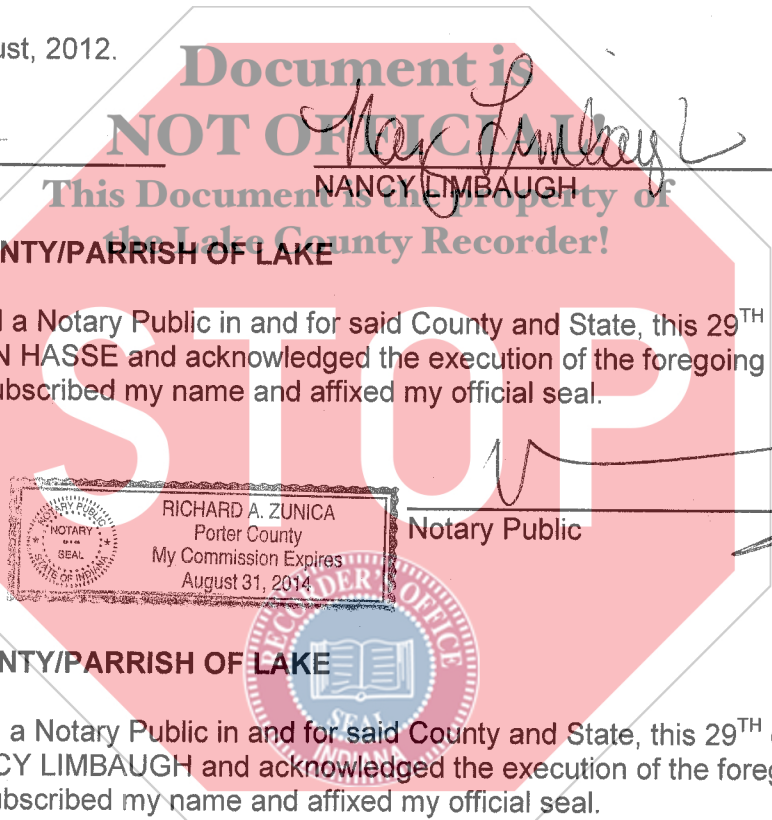 ust, 2012.
Document is
NOT OFFICIAL!
This Document is the property of
the Lake County Recorder!
Nancy Limbaugh
NANCY LIMBAUGH
NTY/PARRISH OF LAKE
a Notary Public in and for said County and State, this 29TH
N HASSE and acknowledged the execution of the foregoing
ubscribed my name and affixed my official seal.
STOP
NOTARY PUBLIC
NOTARY
SEAL
STATE OF INDIANA
RICHARD A. ZUNICA
Porter County
My Commission Expires
August 31, 2014
Notary Public
RECORDER'S OFFICE
SEAL
INDIANA
NTY/PARRISH OF LAKE
a Notary Public in and for said County and State, this 29TH
CY LIMBAUGH and acknowledged the execution of the foreg
ubscribed my name and affixed my official seal.